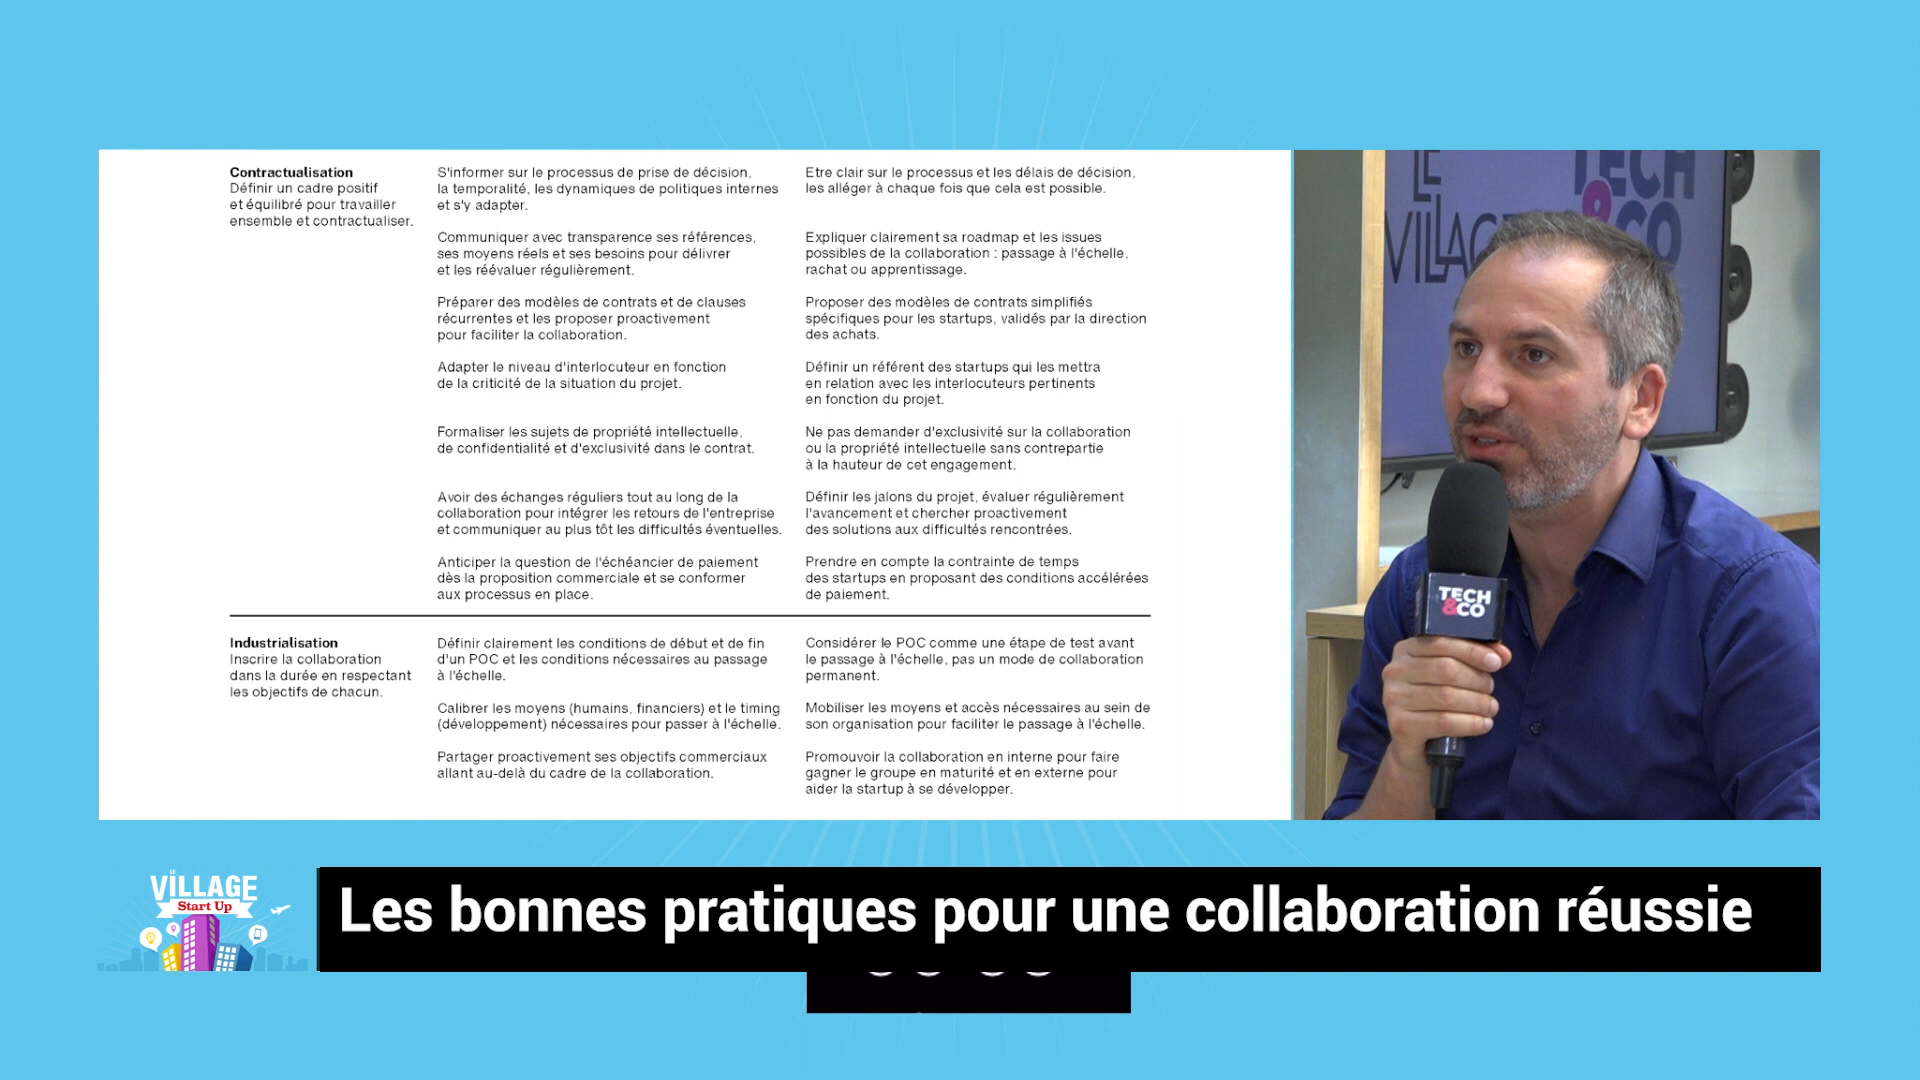 Contractualisation
Définir un cadre positif
et équilibré pour travailler
ensemble et contractualiser.
S'informer sur le processus de prise de décision,
la temporalité, les dynamiques de politiques internes
et s'y adapter.
Etre clair sur le processus et les délais de décision,
les alléger à chaque fois que cela est possible.
Communiquer avec transparence ses références,
ses moyens réels et ses besoins pour délivrer
et les réévaluer régulièrement.
Expliquer clairement sa roadmap et les issues
possibles de la collaboration : passage à l'échelle,
rachat ou apprentissage.
Préparer des modèles de contrats et de clauses
récurrentes et les proposer proactivement
pour faciliter la collaboration.
Proposer des modèles de contrats simplifiés
spécifiques pour les startups, validés par la direction
des achats.
Adapter le niveau d'interlocuteur en fonction
de la criticité de la situation du projet.
Définir un référent des startups qui les mettra
en relation avec les interlocuteurs pertinents
en fonction du projet.
Formaliser les sujets de propriété intellectuelle,
de confidentialité et d'exclusivité dans le contrat.
Ne pas demander d'exclusivité sur la collaboration
ou la propriété intellectuelle sans contrepartie
à la hauteur de cet engagement.
Avoir des échanges réguliers tout au long de la
collaboration pour intégrer les retours de l'entreprise
et communiquer au plus tôt les difficultés éventuelles.
Définir les jalons du projet, évaluer régulièrement
l'avancement et chercher proactivement
des solutions aux difficultés rencontrées.
Anticiper la question de l'échéancier de paiement
dès la proposition commerciale et se conformer
aux processus en place.
Prendre en compte la contrainte de temps
des startups en proposant des conditions accélérées
de paiement.
Industrialisation
Inscrire la collaboration
dans la durée en respectant
les objectifs de chacun.
Définir clairement les conditions de début et de fin
d'un POC et les conditions nécessaires au passage
à l'échelle.
Considérer le POC comme une étape de test avant
le passage à l'échelle, pas un mode de collaboration
permanent.
Calibrer les moyens (humains, financiers) et le timing
(développement) nécessaires pour passer à l'échelle.
Mobiliser les moyens et accès nécessaires au sein de
son organisation pour faciliter le passage à l'échelle.
Partager proactivement ses objectifs commerciaux
allant au-delà du cadre de la collaboration.
Promouvoir la collaboration en interne pour faire
gagner le groupe en maturité et en externe pour
aider la startup à se développer.
LE
VILLAGE
TECH
&CO
TECH
&CO
LE
VILLAGE
Start Up
Les bonnes pratiques pour une collaboration réussie